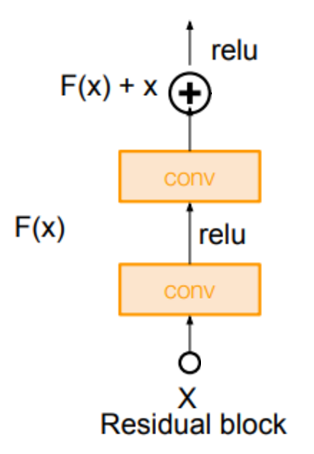 relu
F(x) + x
conv
F(x)
relu
conv
X
Residual block